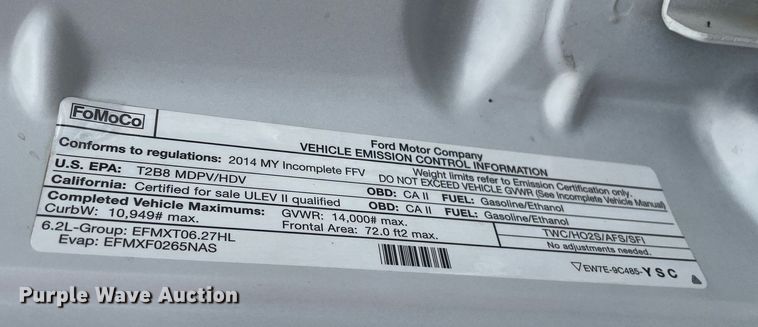 FoMoCo
Ford Motor Company
VEHICLE EMISSION CONTROL INFORMATION
Conforms to regulations: 2014 MY Incomplete FFV
Weight limits refer to Emission Certification only.
DO NOT EXCEED VEHICLE GVWR (See Incomplete Vehicle Manual)
U.S. EPA: T2B8 MDPV/HDV OBD: CA II FUEL: Gasoline/Ethanol
California: Certified for sale ULEV II qualified OBD: CA II FUEL: Gasoline/Ethanol
Completed Vehicle Maximums: GVWR: 14,000# max.
CurbW: 10,949# max. Frontal Area: 72.0 ft2 max.
TWC/HO2S/AFS/SFI
No adjustments needed.
6.2L-Group: EFMXT06.27HL
Evap: EFMXF0265NAS
EW7E-9C485-YSC
Purple Wave Auction